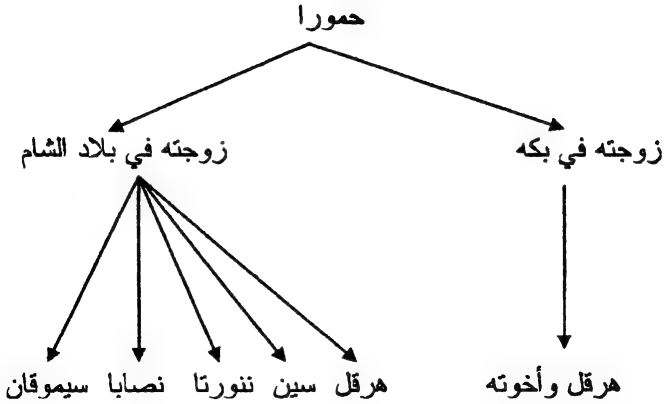 حمورا
زوجته في بكه زوجته في بلاد الشام
هرقل وأخوته هرقل سين ننورتا نصابا سيموقان